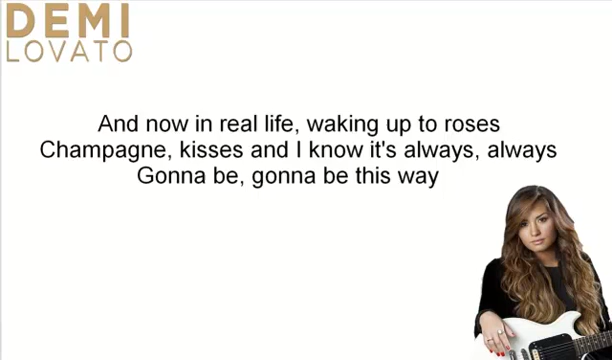 DEMI
LOVATO
And now in real life, waking up to roses
Champagne, kisses and I know it's always, always
Gonna be, gonna be this way